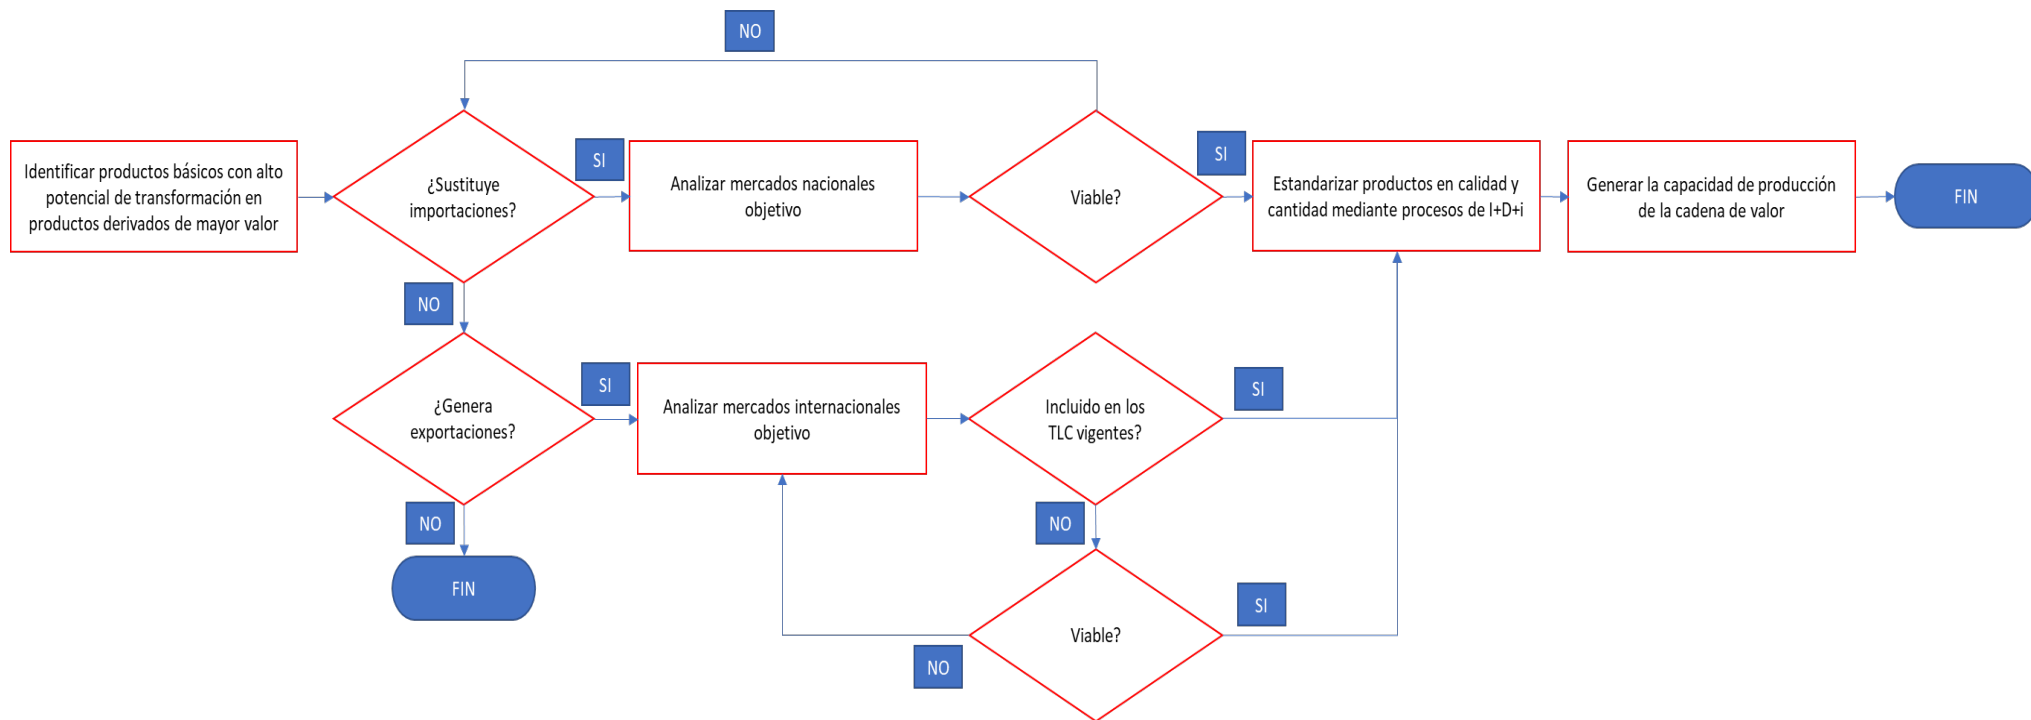 NO
Identificar productos básicos con alto
potencial de transformación en
productos derivados de mayor valor
¿Sustituye
importaciones?
SI
Analizar mercados nacionales
objetivo
Viable?
SI
Estandarizar productos en calidad y
cantidad mediante procesos de I+D+i
Generar la capacidad de producción
de la cadena de valor
FIN
NO
¿Genera
exportaciones?
SI
Analizar mercados internacionales
objetivo
Incluido en los
TLC vigentes?
SI
NO
FIN
NO
Viable?
SI
NO